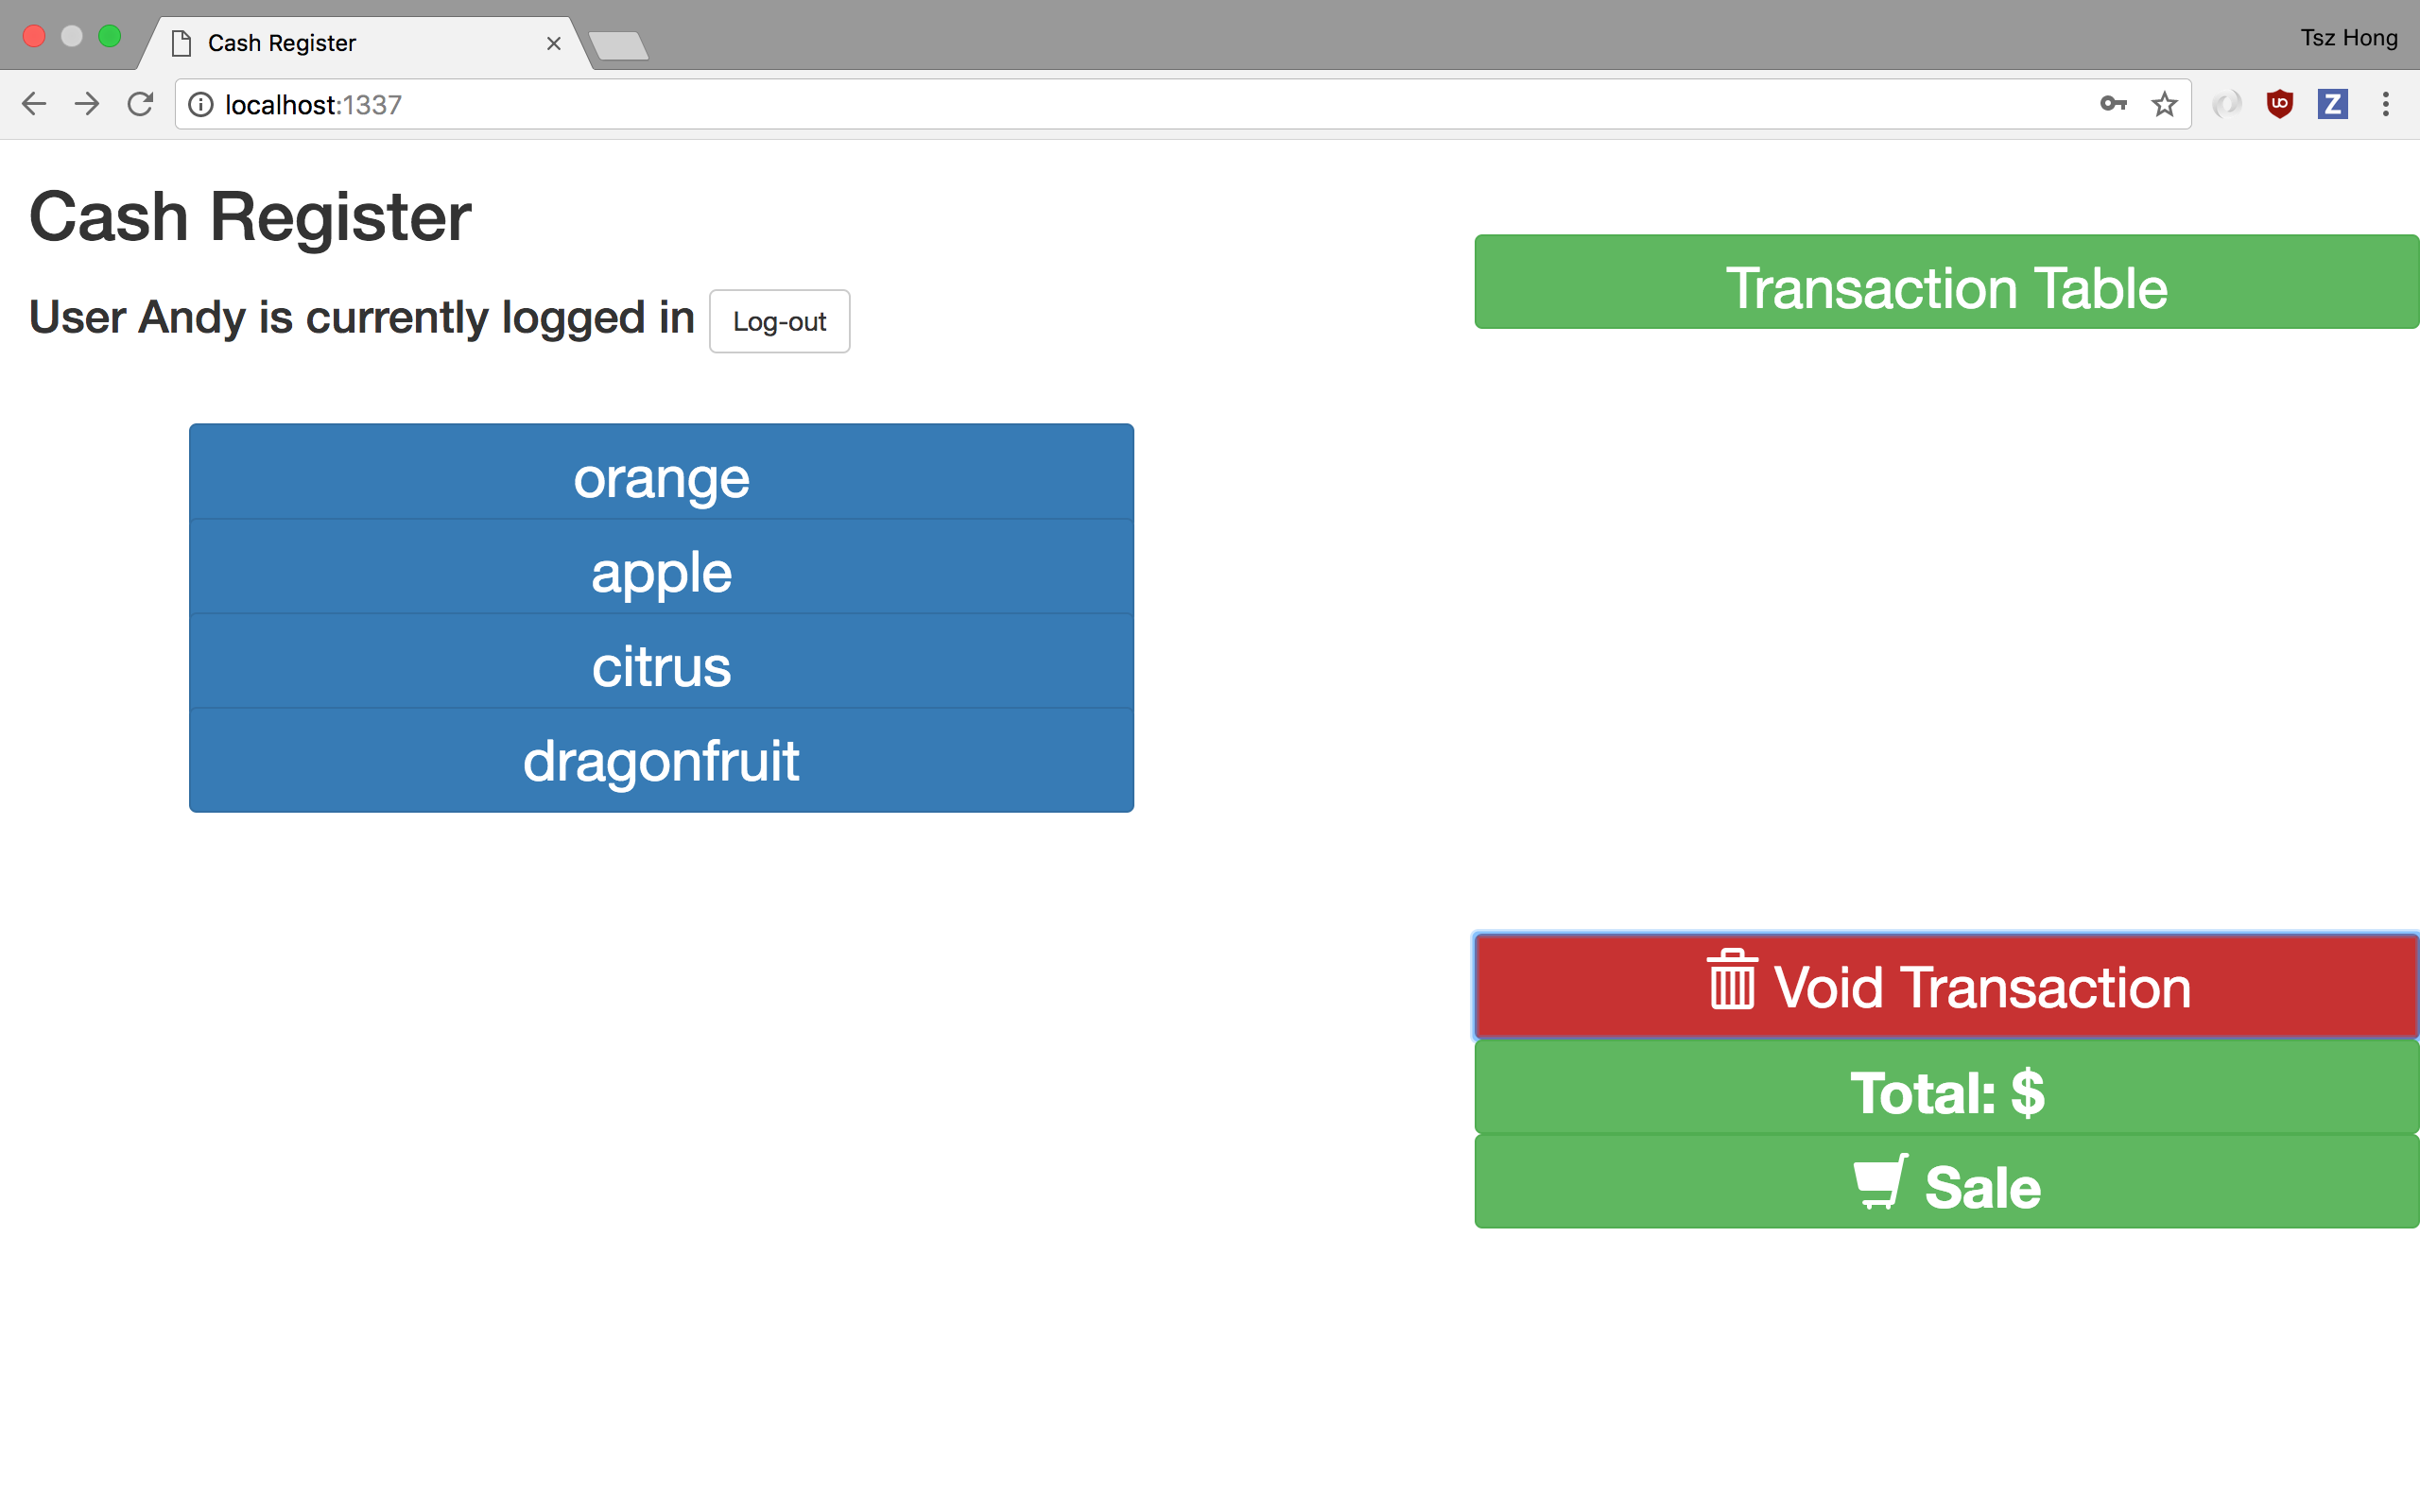 Cash Register
Tsz Hong
localhost:1337
Z
Cash Register
User Andy is currently logged in Log-out
Transaction Table
orange
apple
citrus
dragonfruit
Void Transaction
Total: $
Sale